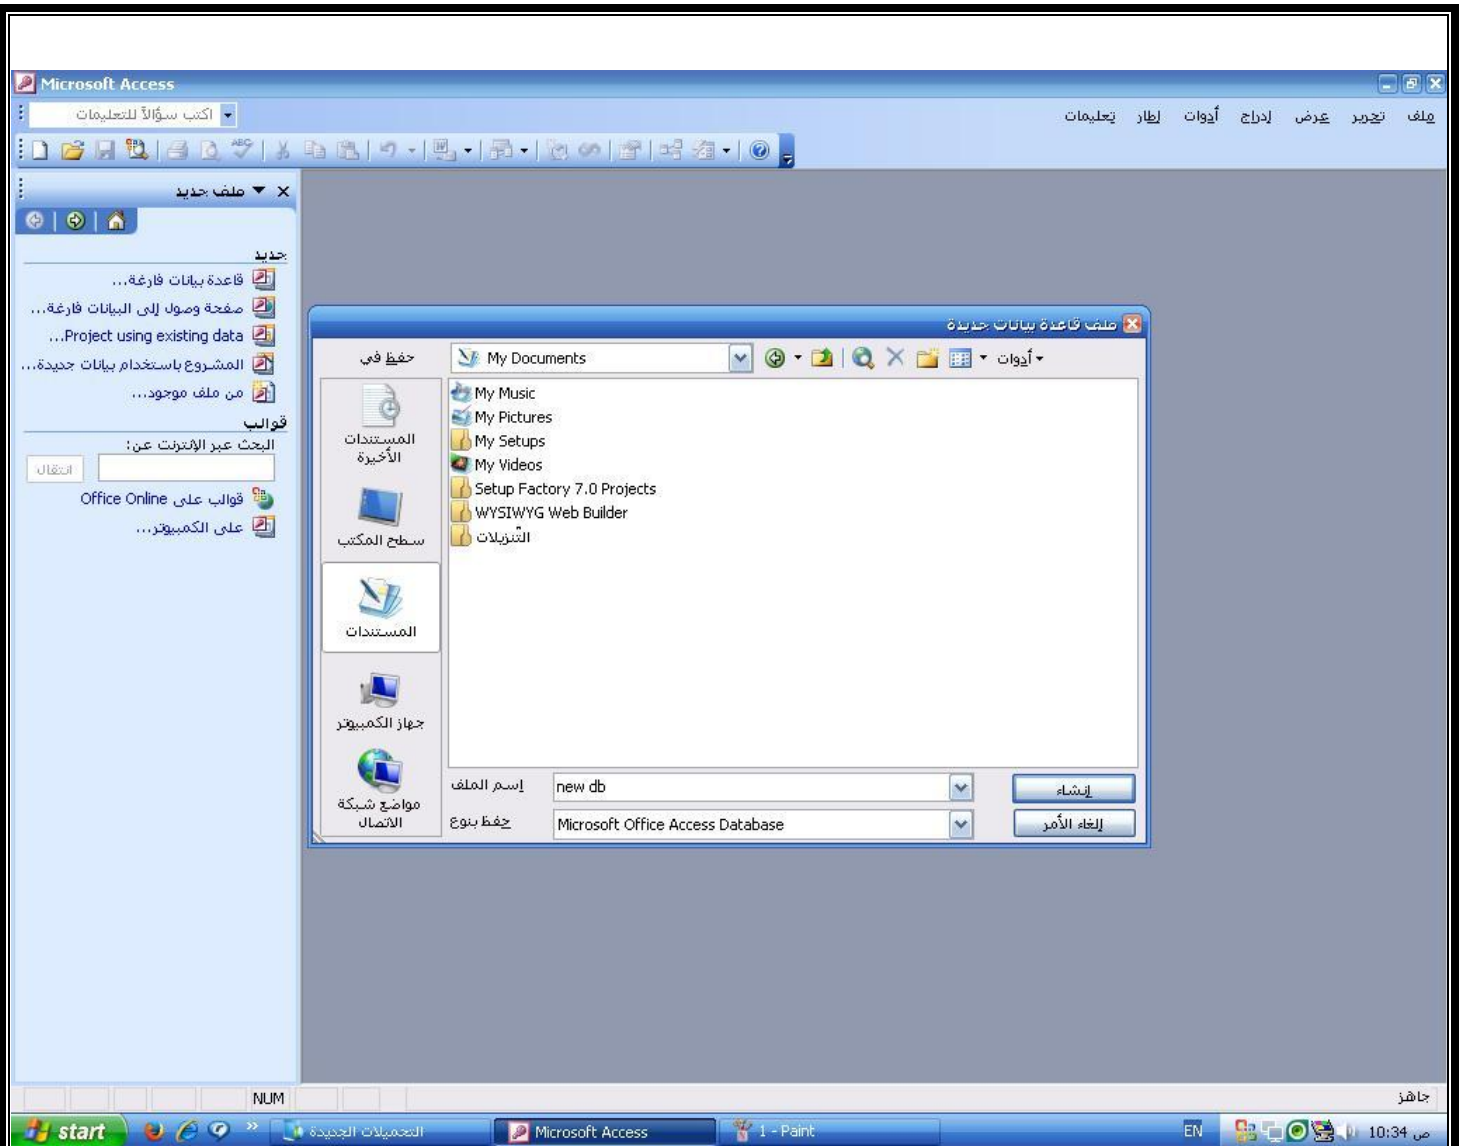 Microsoft Access
ملف تحرير عرض إدراج أدوات إطار تعليمات
اكتب سؤالاً للتعليمات
ملف جديد
جديد
قاعدة بيانات فارغة...
صفحة وصول إلى البيانات فارغة...
Project using existing data...
المشروع باستخدام بيانات جديدة...
من ملف موجود...
قوالب
البحث عبر الإنترنت عن:
انتقال
قوالب على Office Online
على الكمبيوتر...
ملف قاعدة بيانات جديدة
حفظ في
My Documents
أدوات
المستندات
الأخيرة
سطح المكتب
المستندات
جهاز الكمبيوتر
مواضع شبكة
الاتصال
My Music
My Pictures
My Setups
My Videos
Setup Factory 7.0 Projects
WYSIWYG Web Builder
التنزيلات
إسم الملف
new db
إنشاء
حفظ بنوع
Microsoft Office Access Database
إلغاء الأمر
NUM
جاهز
start
التحميلات الجديدة
Microsoft Access
1 - Paint
EN
10:34 ص